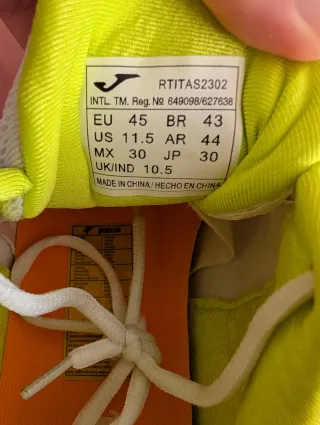 RTITAS2302
INTL. TM. Reg. Nº 649098/627638
EU 45 BR 43
US 11.5 AR 44
MX 30 JP 30
UK/IND 10.5
MADE IN CHINA / HECHO EN CHINA
Joma